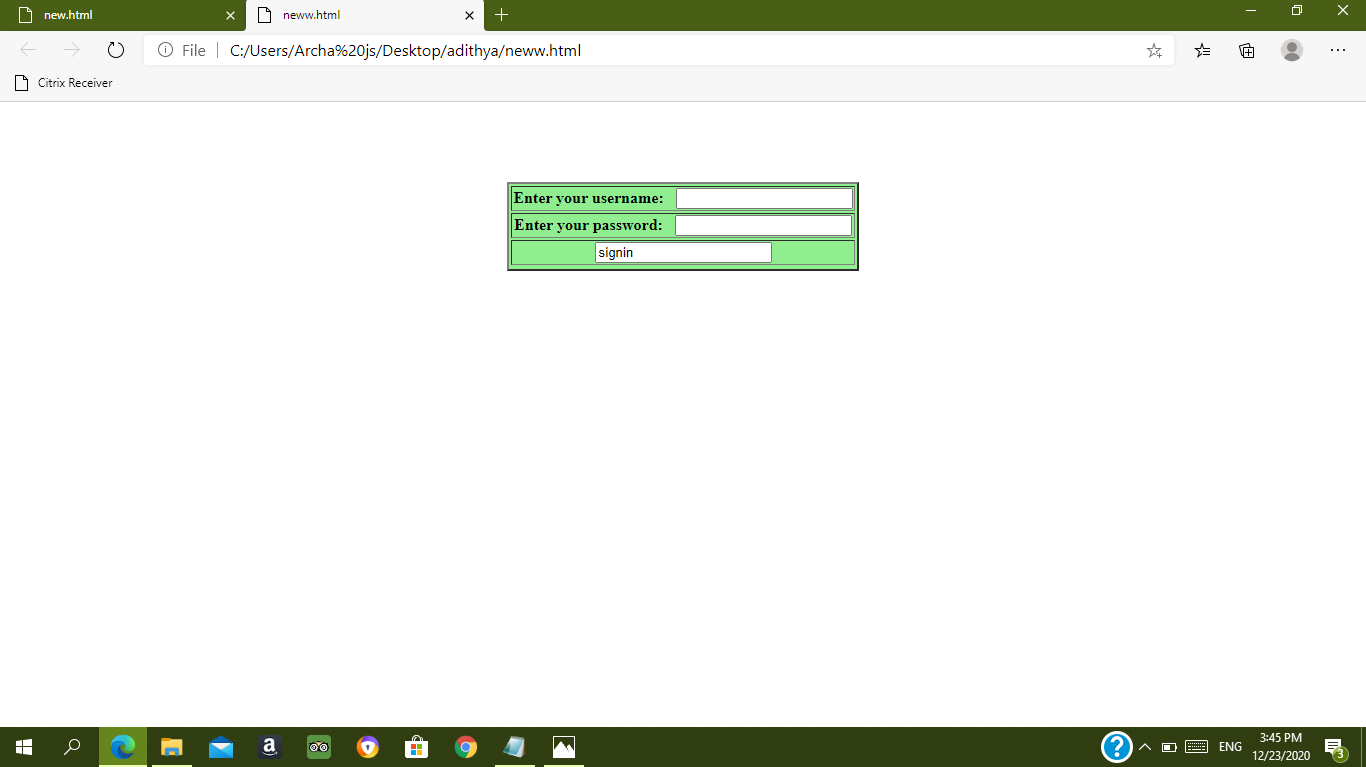 new.html
neww.html
File
C:/Users/Archa%20js/Desktop/adithya/neww.html
Citrix Receiver
Enter your username:
Enter your password:
signin
ENG
3:45 PM
12/23/2020
3